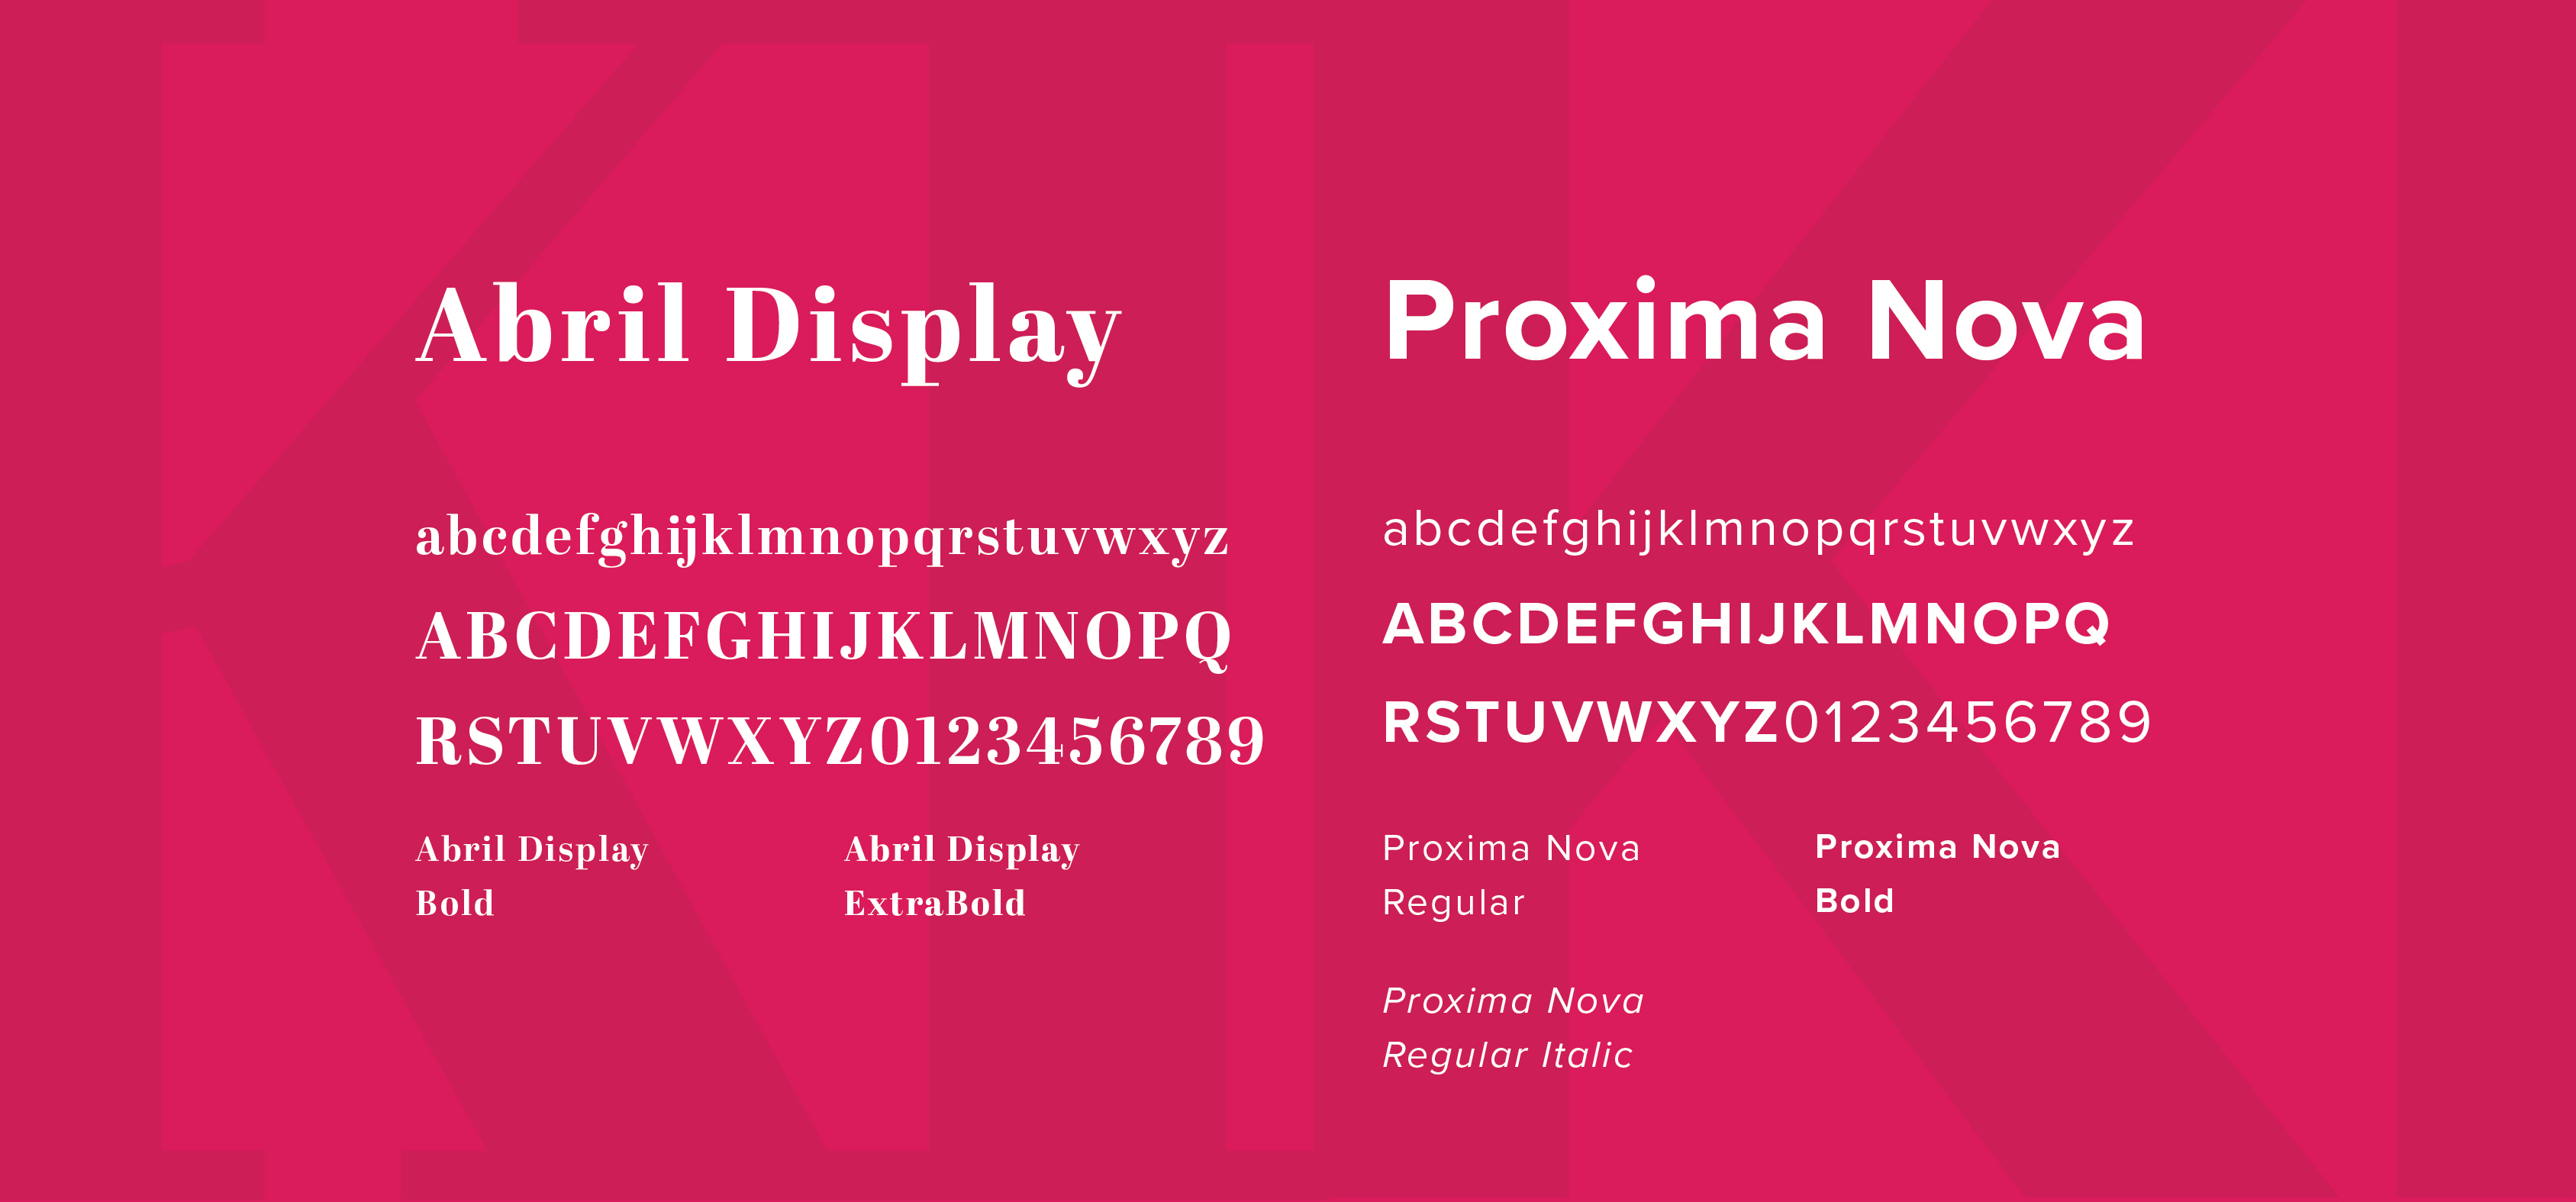 Abril Display
abcdefghijklmnopqrstuvwxyz
ABCDEFGHIJKLMNOPQ
RSTUVWXYZ0123456789
Abril Display
Bold
Abril Display
ExtraBold
Proxima Nova
abcdefghijklmnopqrstuvwxyz
ABCDEFGHIJKLMNOPQ
RSTUVWXYZ0123456789
Proxima Nova
Regular
Proxima Nova
Bold
Proxima Nova
Regular Italic